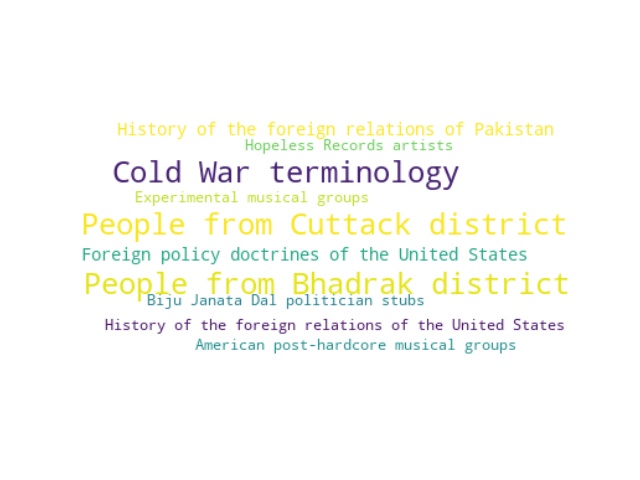 History of the foreign relations of Pakistan
Hopeless Records artists
Cold War terminology
Experimental musical groups
People from Cuttack district
Foreign policy doctrines of the United States
People from Bhadrak district
Biju Janata Dal politician stubs
History of the foreign relations of the United States
American post-hardcore musical groups